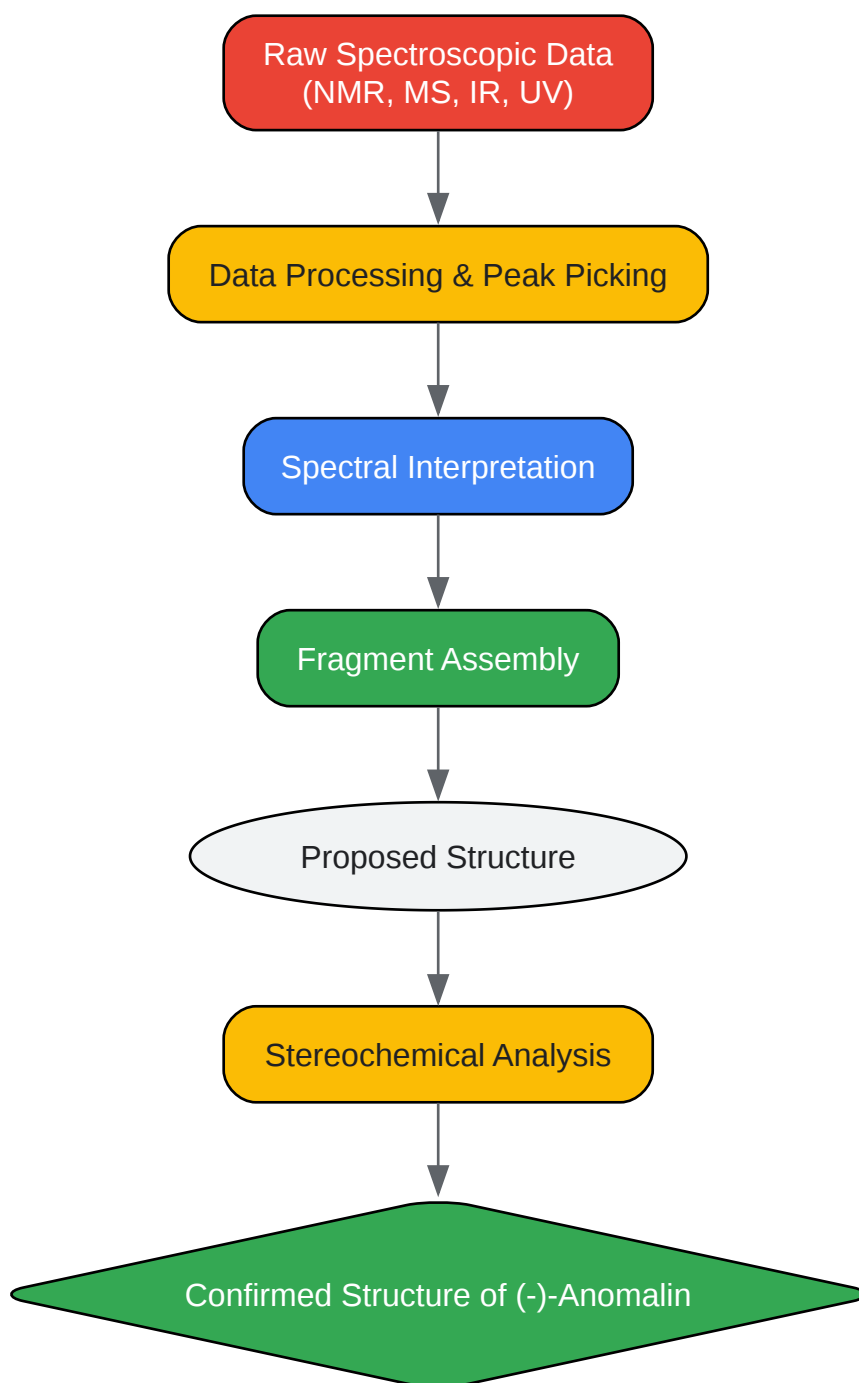 Raw Spectroscopic Data
(NMR, MS, IR, UV)
Data Processing & Peak Picking
Spectral Interpretation
Fragment Assembly
Proposed Structure
Stereochemical Analysis
Confirmed Structure of (-)-Anomalin